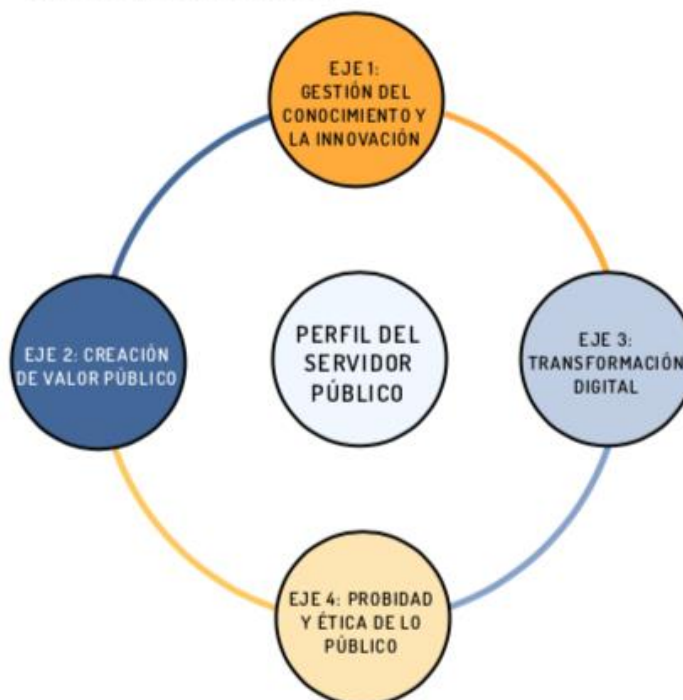 EJE 1:
GESTIÓN DEL
CONOCIMIENTO Y
LA INNOVACIÓN
EJE 2: CREACIÓN
DE VALOR PÚBLICO
PERFIL DEL
SERVIDOR
PÚBLICO
EJE 3:
TRANSFORMACIÓN
DIGITAL
EJE 4: PROBIDAD
Y ÉTICA DE LO
PÚBLICO